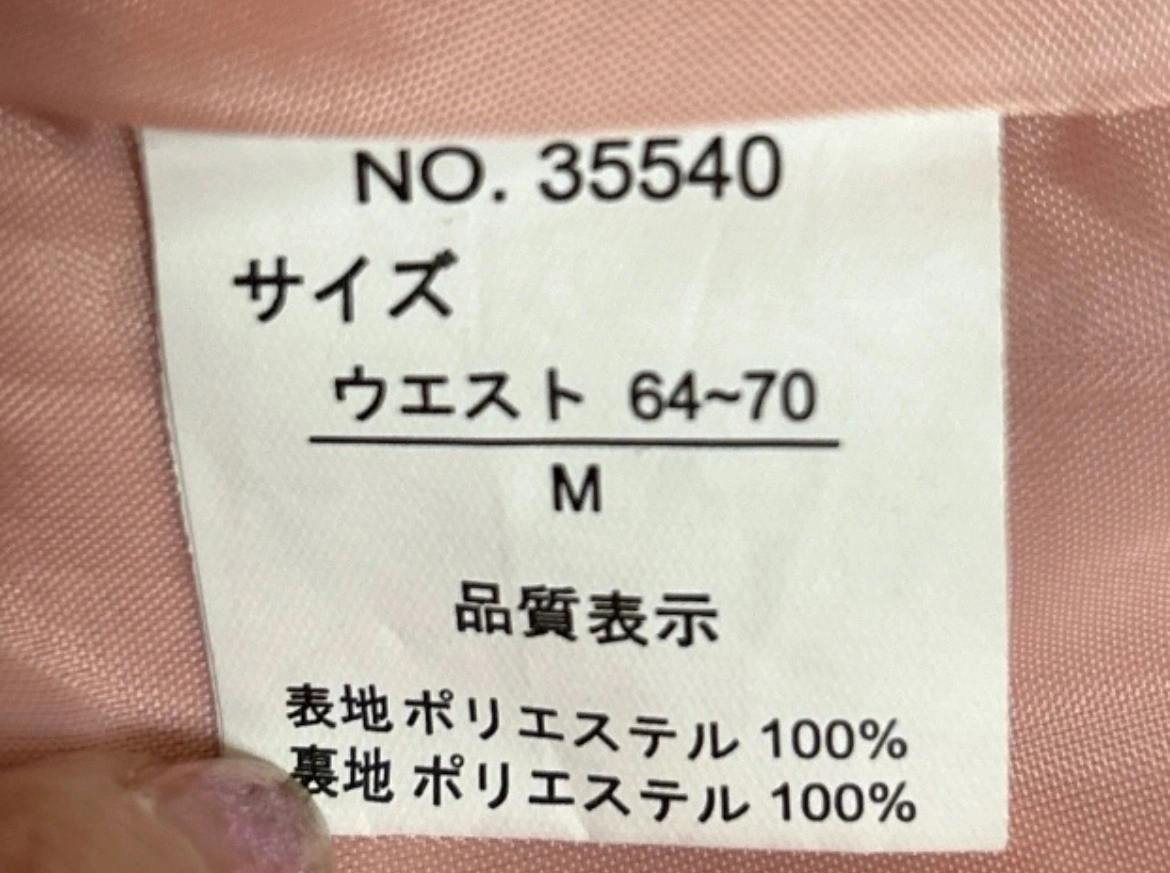 NO. 35540
サイズ
ウエスト 64~70
M
品質表示
表地 ポリエステル 100%
裏地 ポリエステル 100%